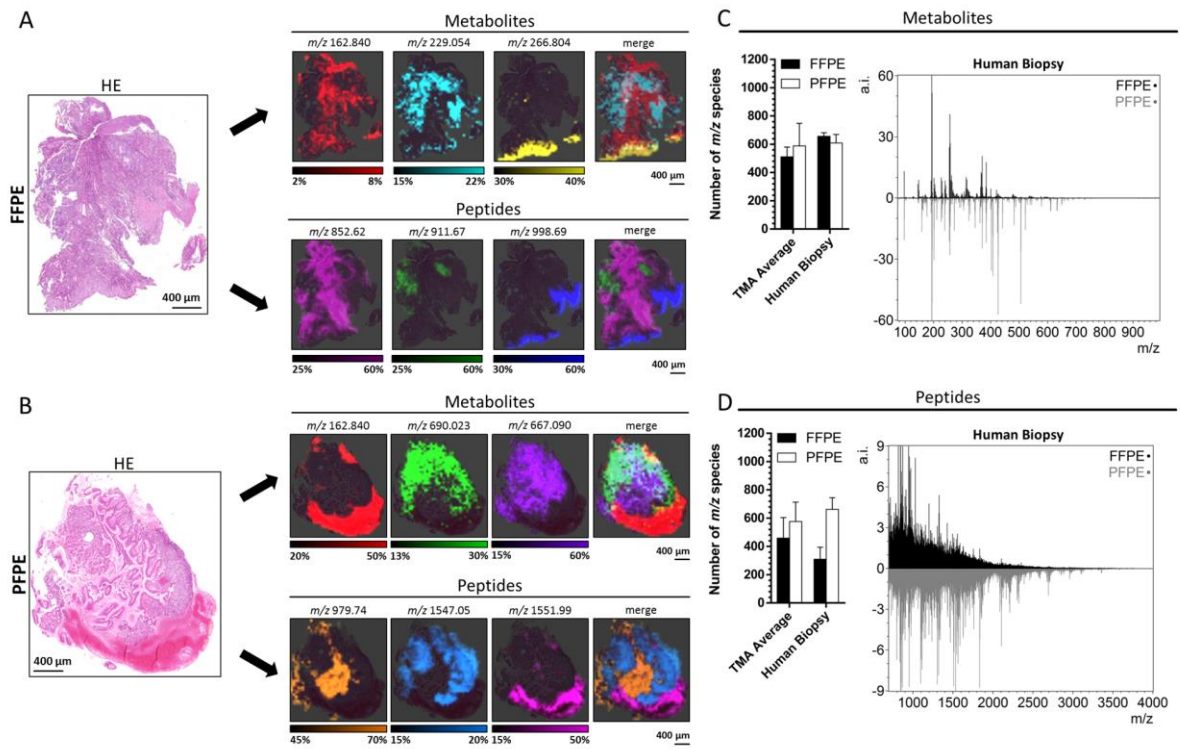 A
HE
FFPE
400 µm
Metabolites
m/z 162.840 m/z 229.054 m/z 266.804 merge
2% 8% 15% 22% 30% 40% 400 µm
Peptides
m/z 852.62 m/z 911.67 m/z 998.69 merge
25% 60% 25% 60% 30% 60% 400 µm
B
HE
PFPE
400 µm
Metabolites
m/z 162.840 m/z 690.023 m/z 667.090 merge
20% 50% 13% 30% 15% 60% 400 µm
Peptides
m/z 979.74 m/z 1547.05 m/z 1551.99 merge
45% 70% 15% 20% 15% 50% 400 µm
C
Metabolites
Number of m/z species
1200
1000
800
600
400
200
0
FFPE
PFPE
TMA Average
Human Biopsy
Human Biopsy
a.i.
60
30
0
-30
-60
FFPE•
PFPE•
100 200 300 400 500 600 700 800 900
m/z
D
Peptides
Number of m/z species
1200
1000
800
600
400
200
0
FFPE
PFPE
TMA Average
Human Biopsy
Human Biopsy
a.i.
9
6
3
0
-3
-6
-9
FFPE•
PFPE•
1000 1500 2000 2500 3000 3500 4000
m/z